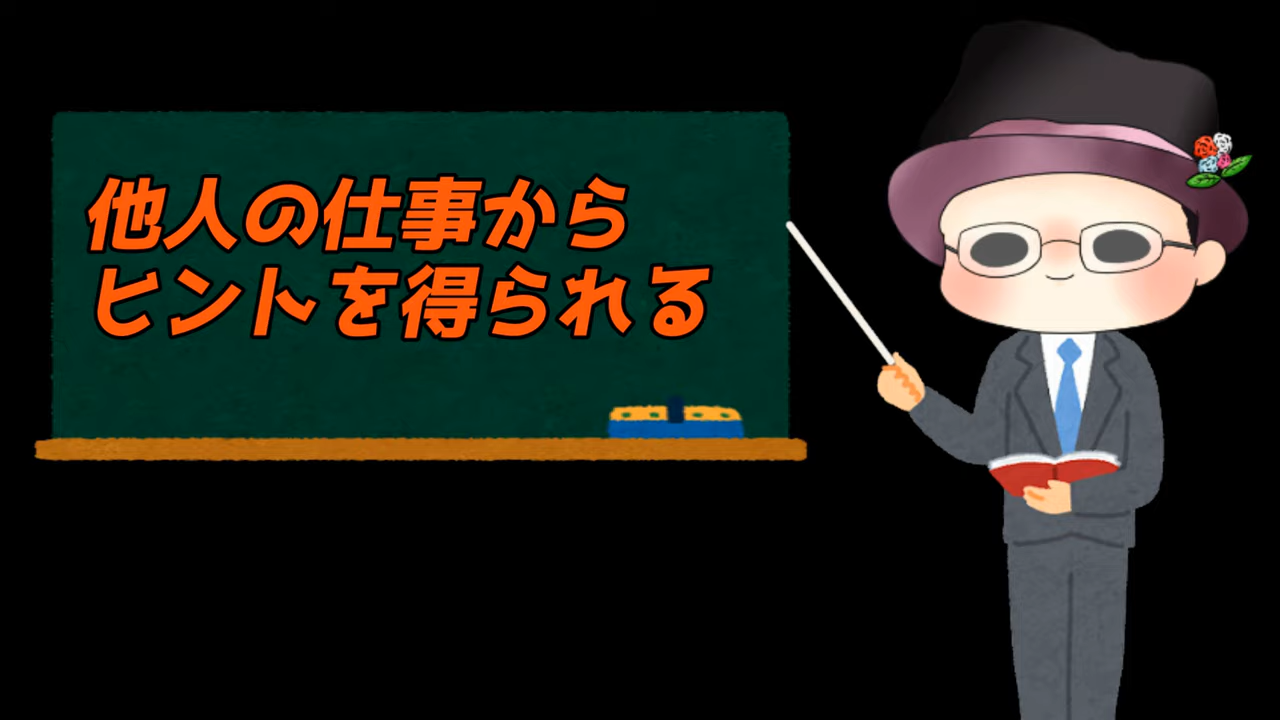 他人の仕事から
ヒントを得られる